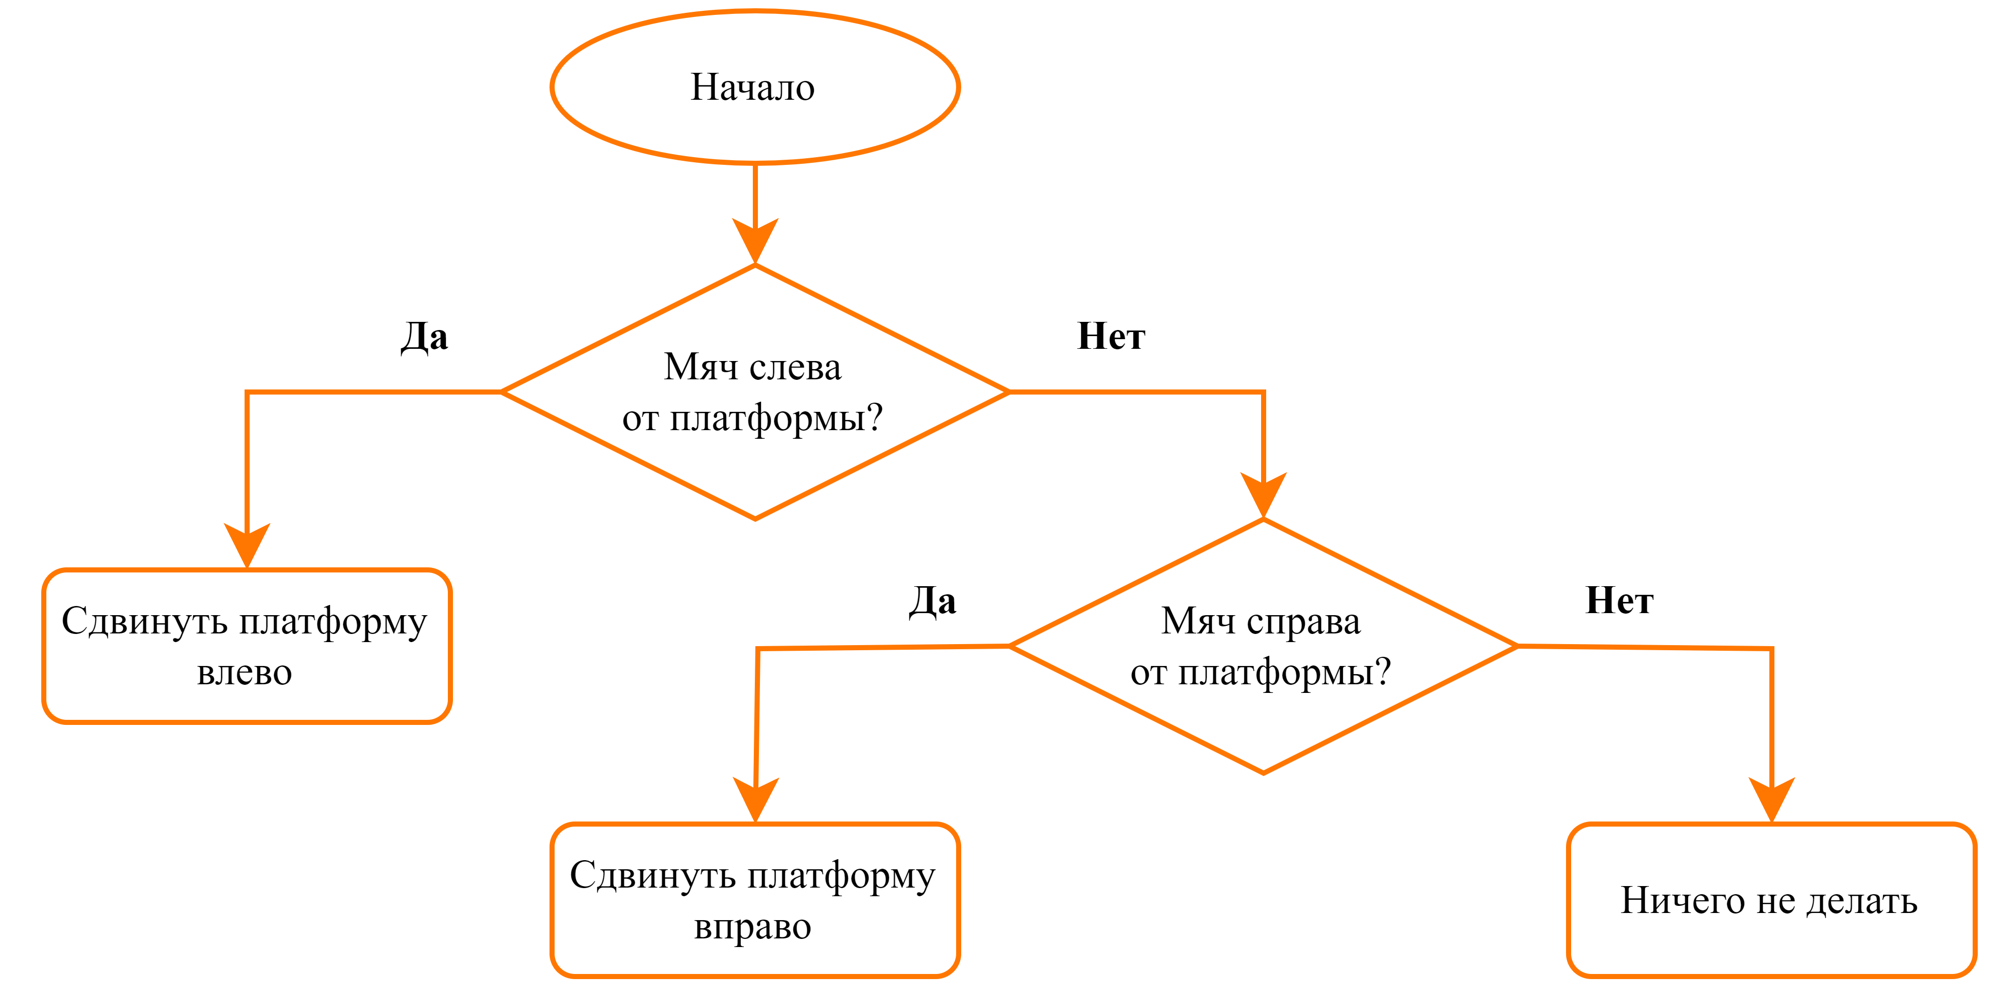 Начало
Да
Нет
Мяч слева
от платформы?
Сдвинуть платформу
влево
Да
Нет
Мяч справа
от платформы?
Сдвинуть платформу
вправо
Ничего не делать